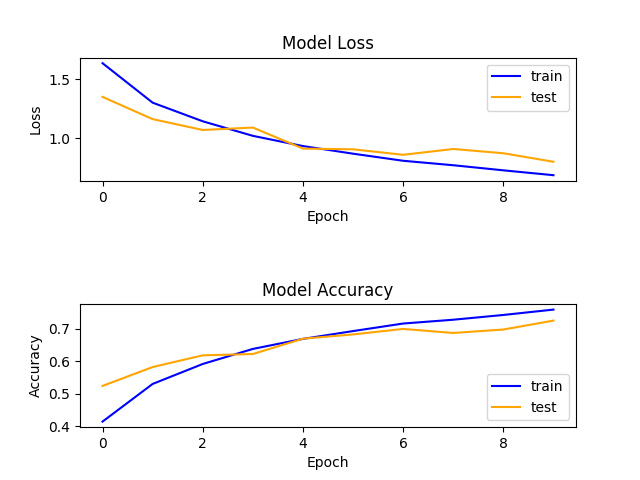 Model Loss
1.5
1.0
Loss
train
test
0 2 4 6 8
Epoch
Model Accuracy
0.7
0.6
0.5
0.4
Accuracy
train
test
0 2 4 6 8
Epoch